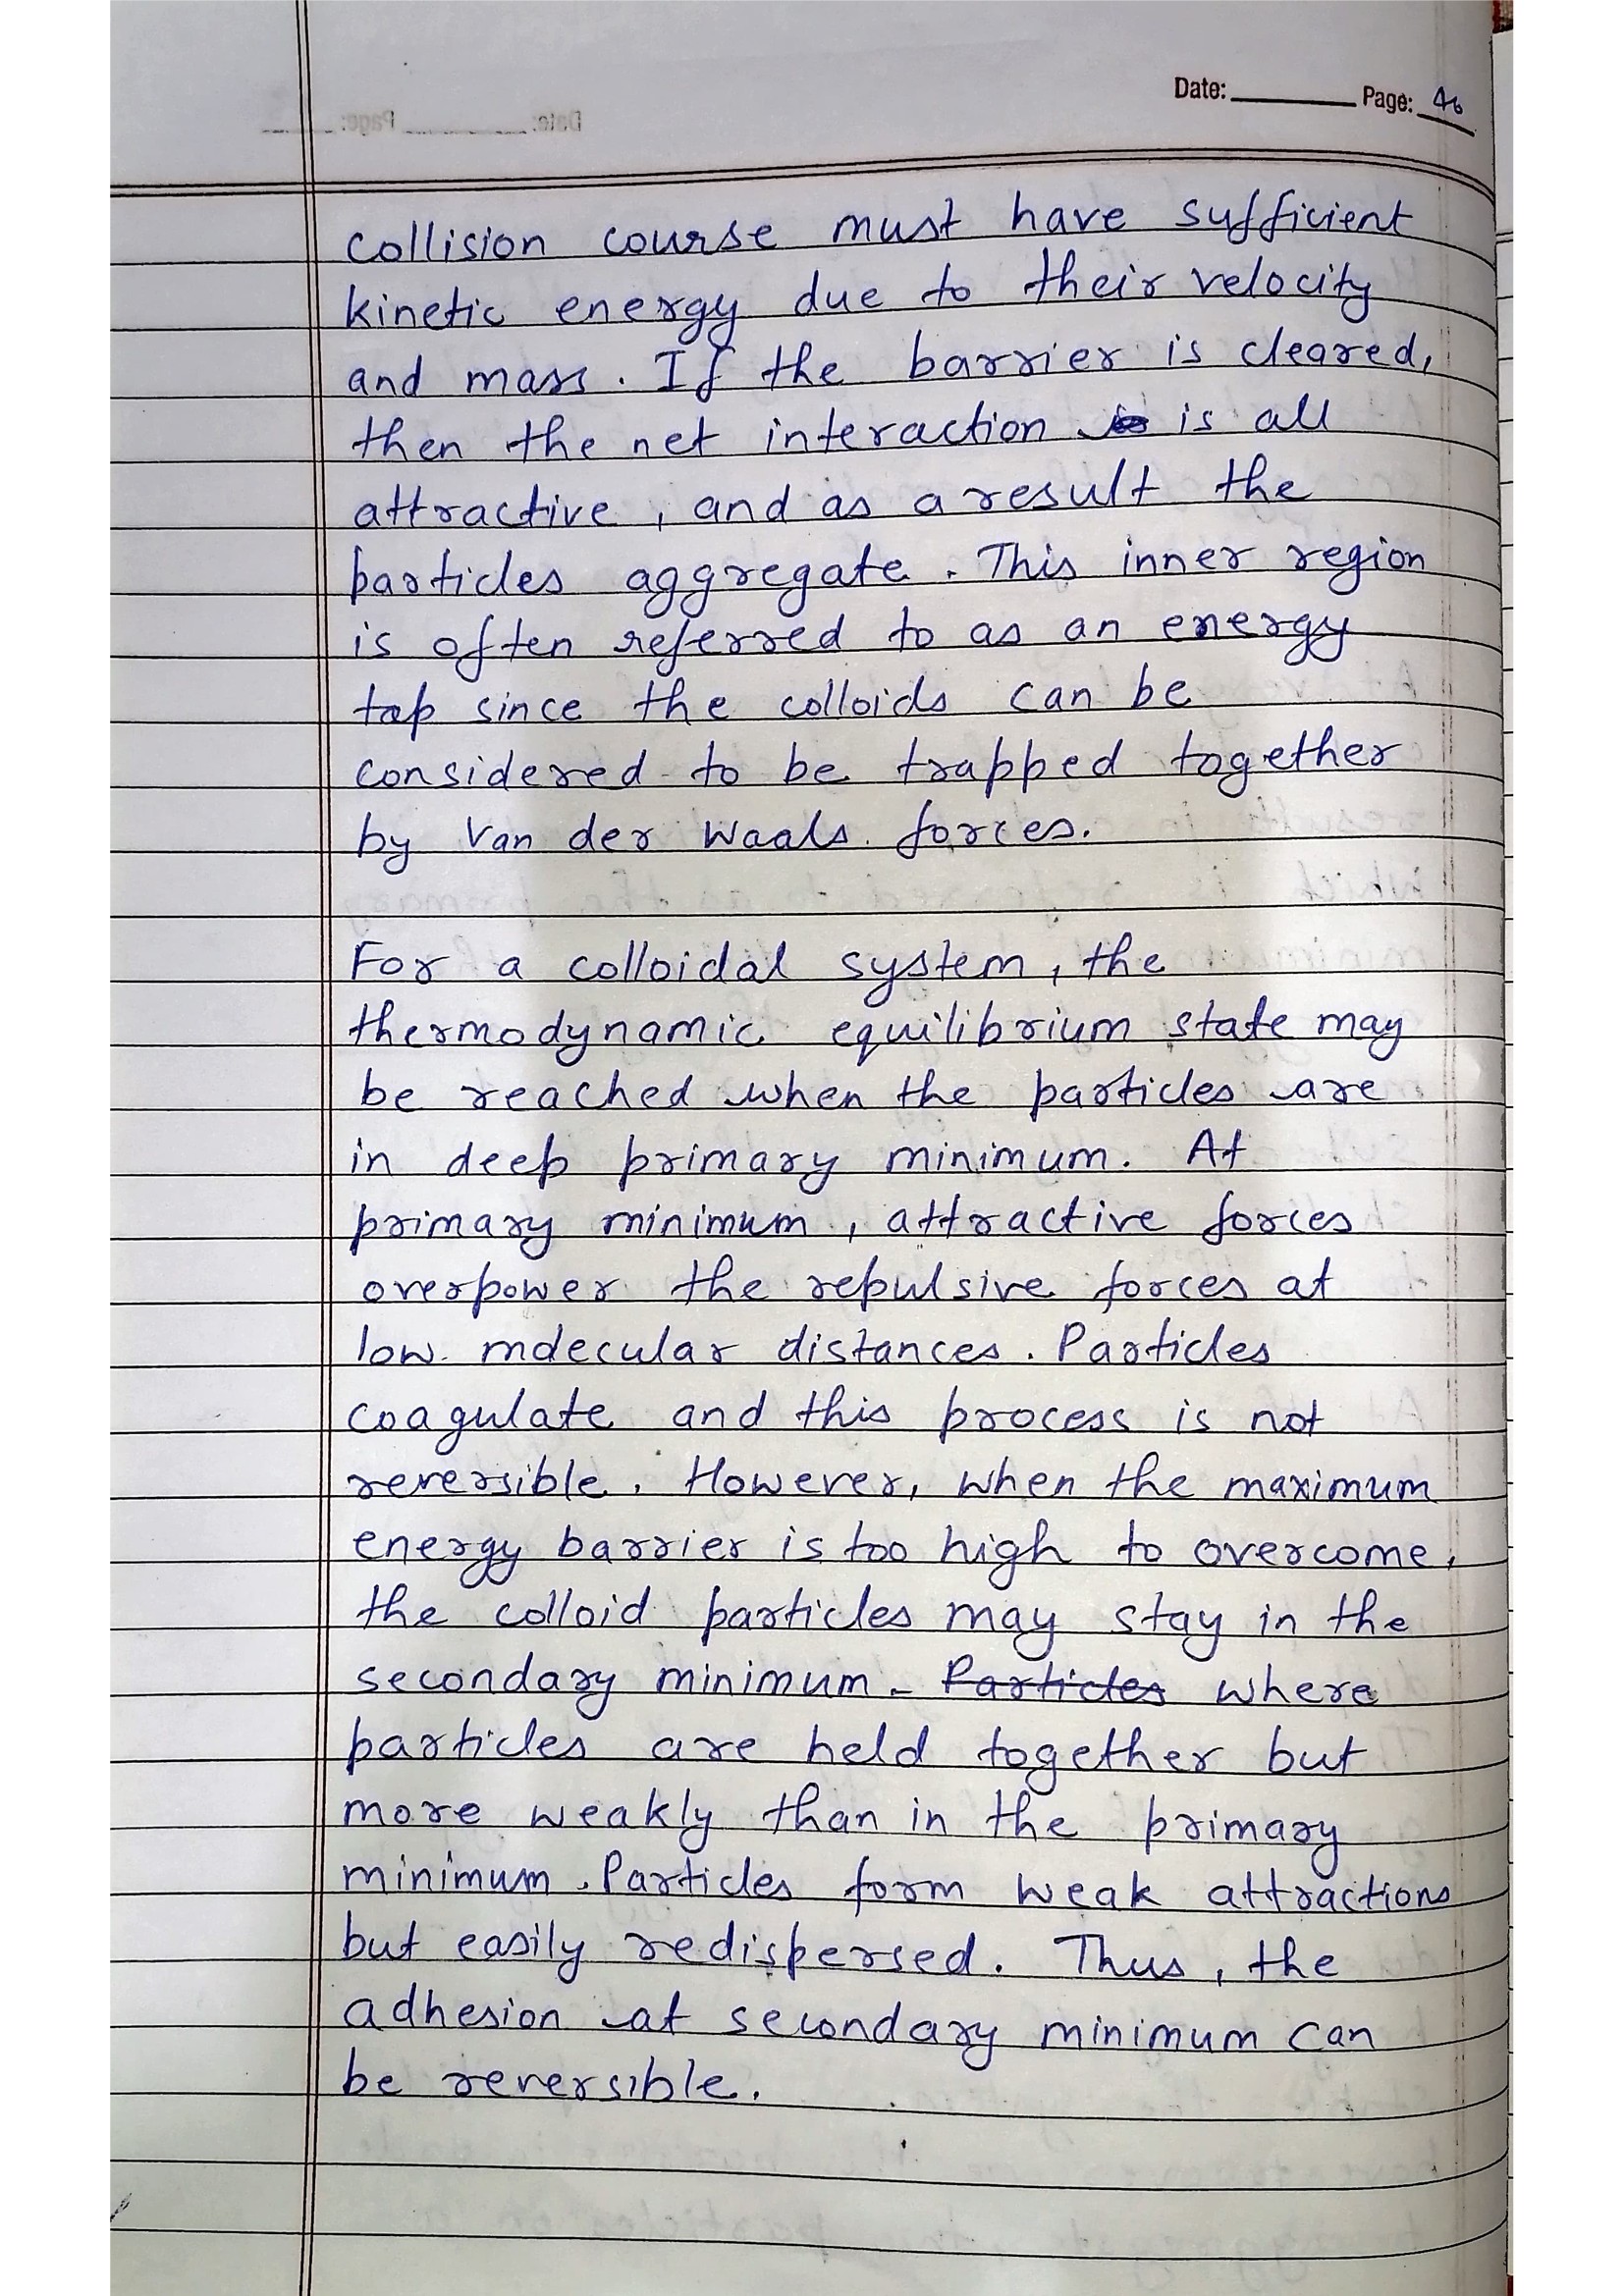 Date: Page: 46
collision course must have sufficient
kinetic energy due to their velocity
and mass. If the barrier is cleared,
then the net interaction is all
attractive, and as a result the
particles aggregate. This inner region
is often referred to as an energy
tap since the colloids can be
considered to be trapped together
by Van der Waals forces.
For a colloidal system, the
thermodynamic equilibrium state may
be reached when the particles are
in deep primary minimum. At
primary minimum, attractive forces
overpower the repulsive forces at
low molecular distances. Particles
coagulate and this process is not
reversible. However, when the maximum
energy barrier is too high to overcome,
the colloid particles may stay in the
secondary minimum. Particles where
particles are held together but
more weakly than in the primary
minimum. Particles form weak attractions
but easily redispersed. Thus, the
adhesion at secondary minimum can
be reversible.